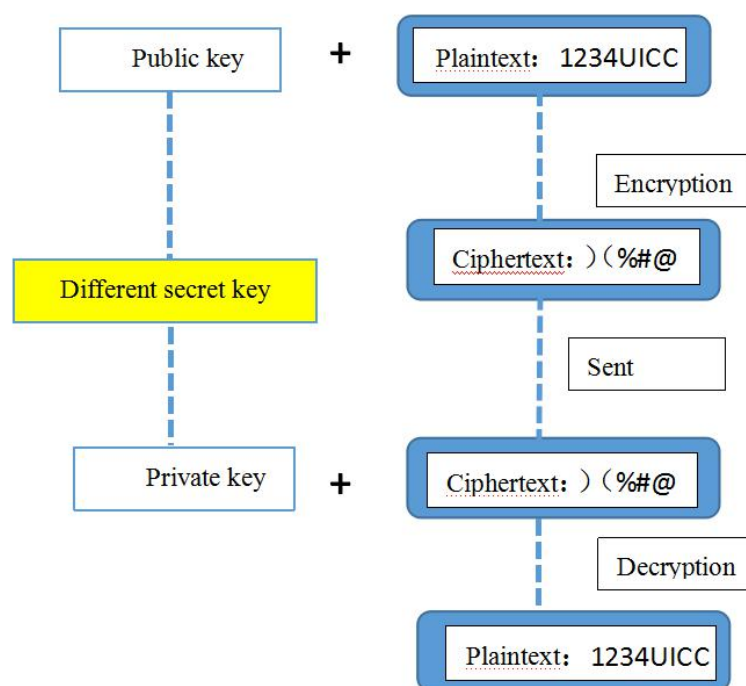 Public key + Plaintext： 1234UICC
Encryption
Ciphertext：）（%#@
Different secret key
Sent
Private key + Ciphertext：）（%#@
Decryption
Plaintext： 1234UICC